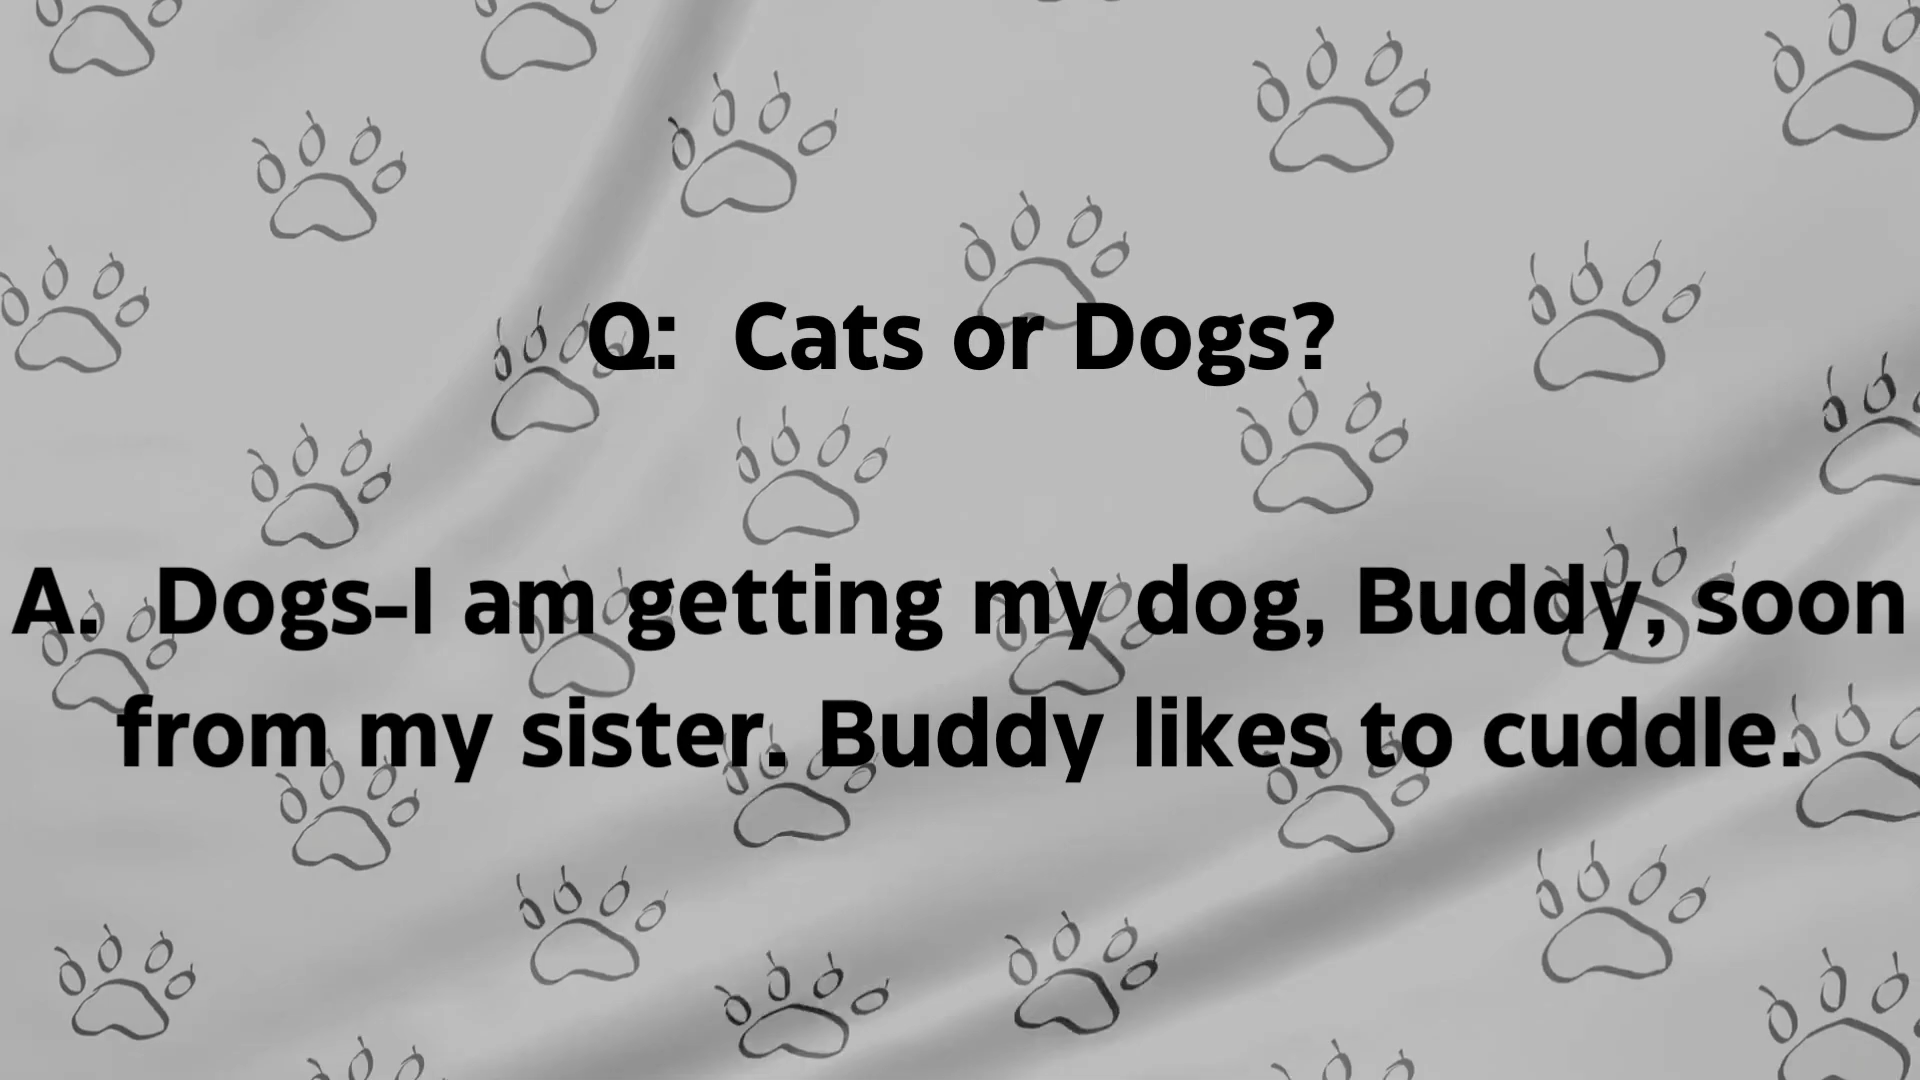 Q:  Cats or Dogs?
A.  Dogs-I am getting my dog, Buddy, soon
from my sister. Buddy likes to cuddle.